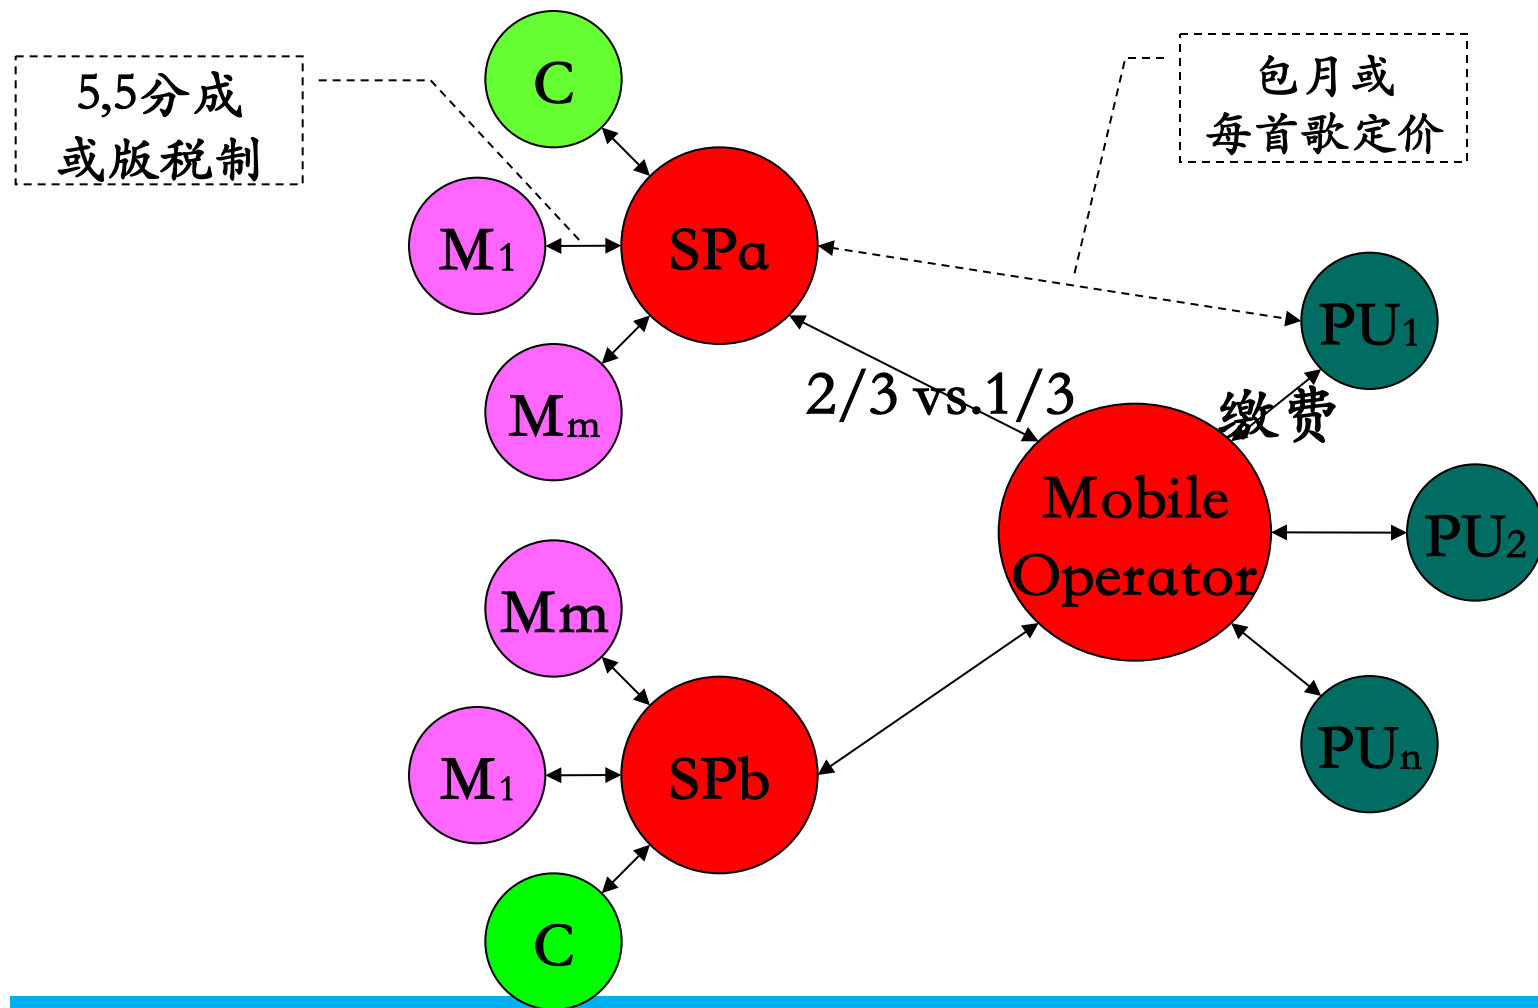 C
5,5分成
或版税制
包月或
每首歌定价
M1
SPa
PU1
2/3 vs.1/3
缴费
Mm
Mobile
Operator
PU2
Mm
M1
SPb
PUn
C